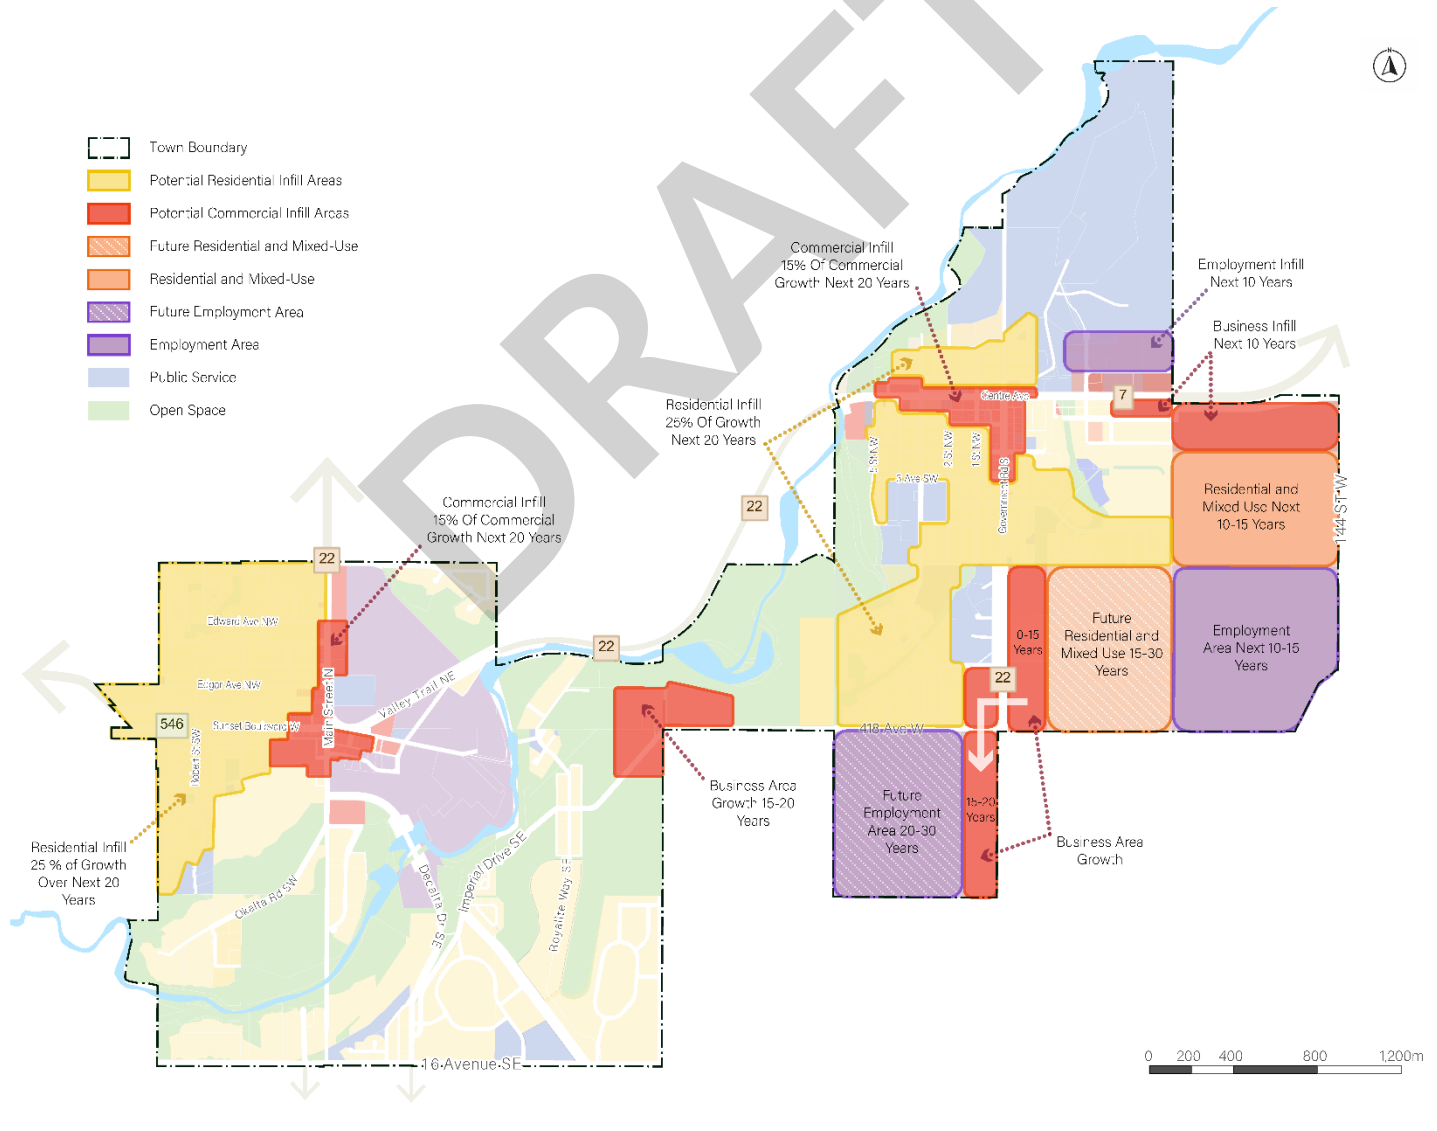 DRAFT
N
Town Boundary
Potential Residential Infill Areas
Potential Commercial Infill Areas
Future Residential and Mixed-Use
Residential and Mixed-Use
Future Employment Area
Employment Area
Public Service
Open Space
Commercial Infill
15% Of Commercial
Growth Next 20 Years
Employment Infill
Next 10 Years
Business Infill
Next 10 Years
Residential Infill
25% Of Growth
Next 20 Years
Centre Ave
7
5 St NW
2 St NW
1 St NW
3 Ave SW
Government Rd S
144 ST W
Residential and
Mixed Use Next
10-15 Years
22
Commercial Infill
15% Of Commercial
Growth Next 20 Years
22
Edward Ave NW
Edgar Ave NW
Sunset Boulevard W
546
Robert St SW
Main Street N
Valley Trail NE
22
0-15
Years
Future
Residential and
Mixed Use 15-30
Years
Employment
Area Next 10-15
Years
22
418 Ave W
Business Area
Growth 15-20
Years
Future
Employment
Area 20-30
Years
15-20
Years
Business Area
Growth
Residential Infill
25 % of Growth
Over Next 20
Years
Okalta Rd SW
Decalta Dr SE
Imperial Drive SE
Royalite Way SE
16 Avenue SE
0 200 400 800 1,200m